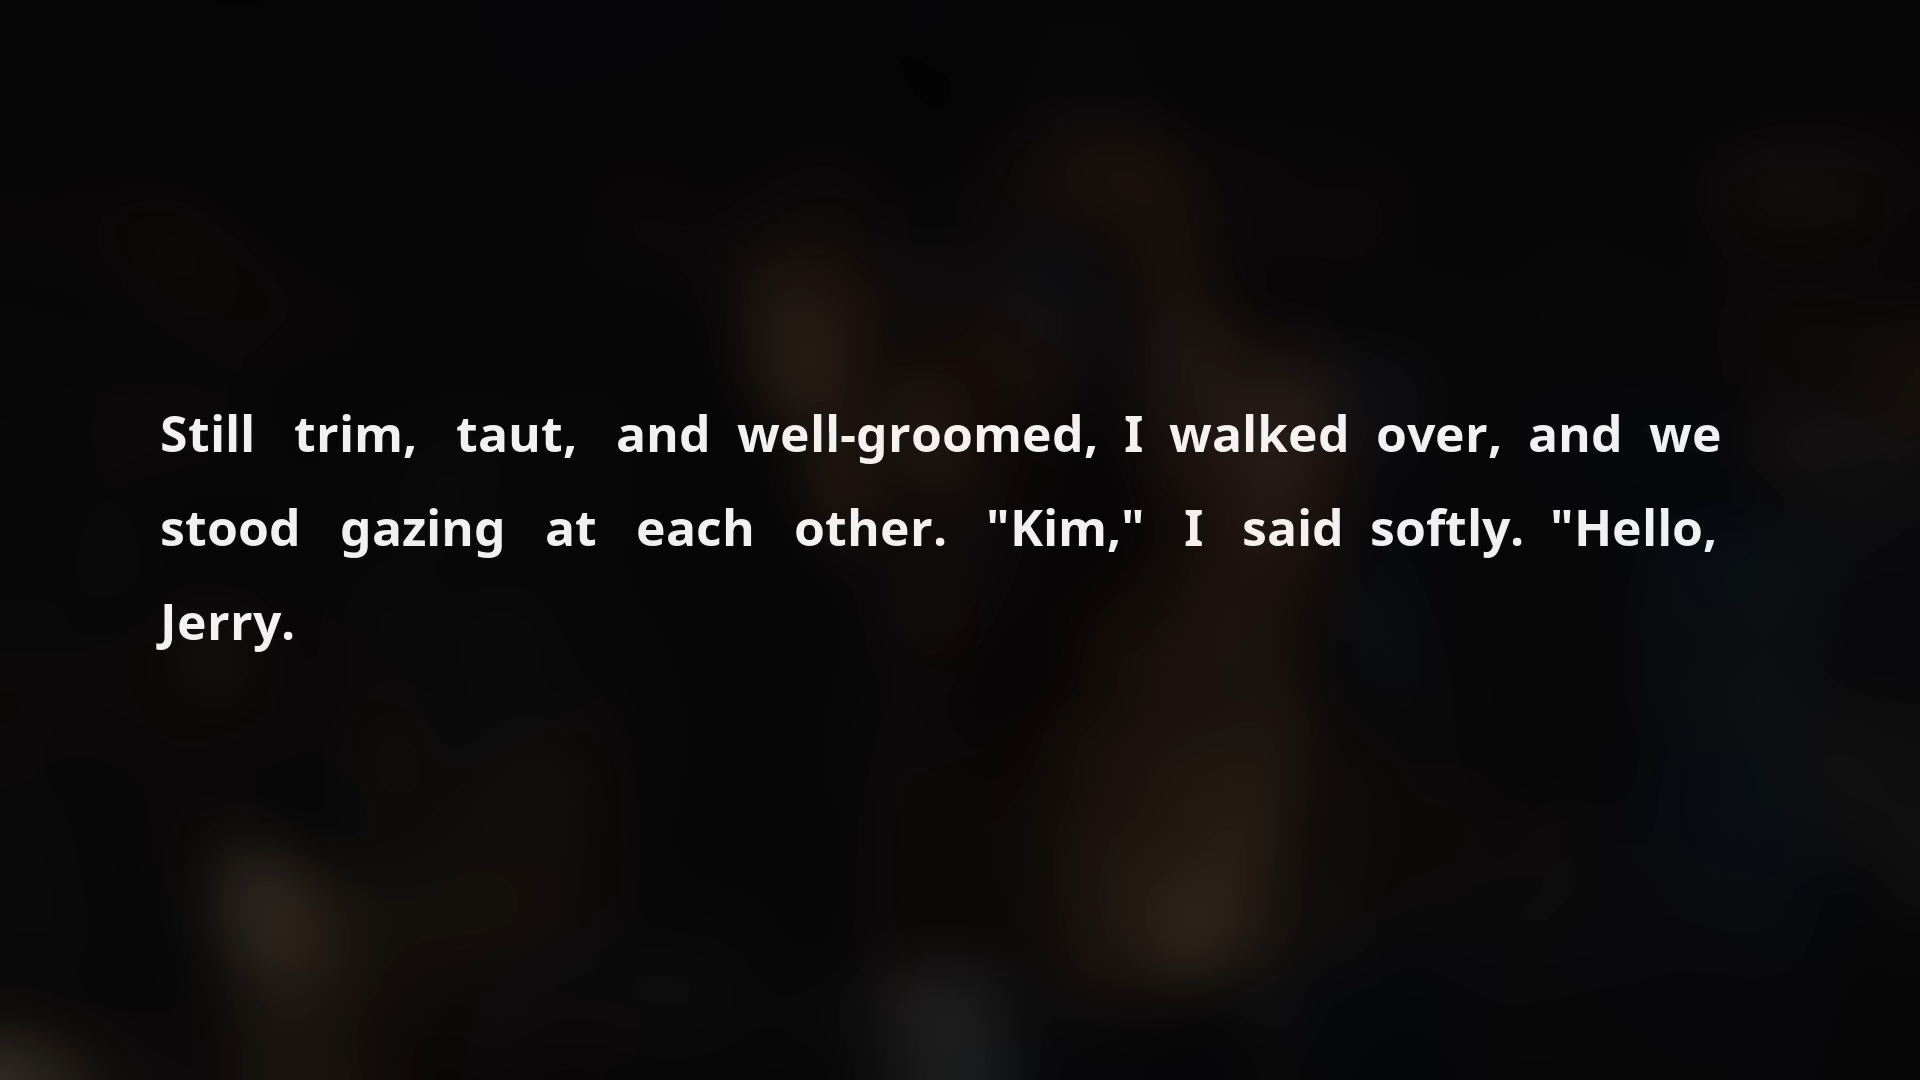 Still trim, taut, and well-groomed, I walked over, and we
stood gazing at each other. "Kim," I said softly. "Hello,
Jerry.